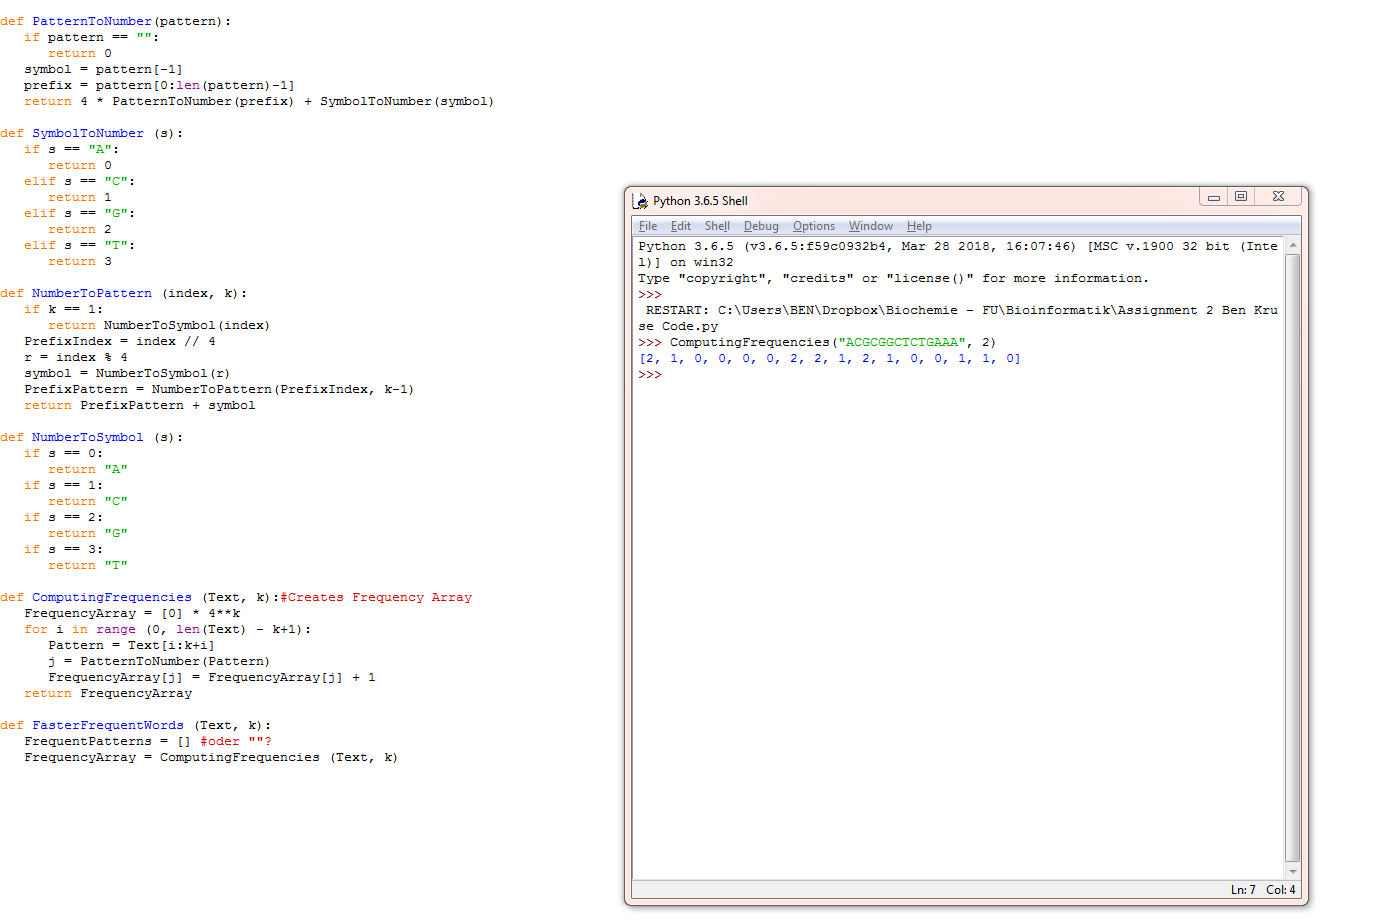 def PatternToNumber(pattern):
   if pattern == "":
      return 0
   symbol = pattern[-1]
   prefix = pattern[0:len(pattern)-1]
   return 4 * PatternToNumber(prefix) + SymbolToNumber(symbol)

def SymbolToNumber (s):
   if s == "A":
      return 0
   elif s == "C":
      return 1
   elif s == "G":
      return 2
   elif s == "T":
      return 3

def NumberToPattern (index, k):
   if k == 1:
      return NumberToSymbol(index)
   PrefixIndex = index // 4
   r = index % 4
   symbol = NumberToSymbol(r)
   PrefixPattern = NumberToPattern(PrefixIndex, k-1)
   return PrefixPattern + symbol

def NumberToSymbol (s):
   if s == 0:
      return "A"
   if s == 1:
      return "C"
   if s == 2:
      return "G"
   if s == 3:
      return "T"

def ComputingFrequencies (Text, k):#Creates Frequency Array
   FrequencyArray = [0] * 4**k
   for i in range (0, len(Text) - k+1):
      Pattern = Text[i:k+i]
      j = PatternToNumber(Pattern)
      FrequencyArray[j] = FrequencyArray[j] + 1
   return FrequencyArray

def FasterFrequentWords (Text, k):
   FrequentPatterns = [] #oder ""?
   FrequencyArray = ComputingFrequencies (Text, k)

Python 3.6.5 Shell
File Edit Shell Debug Options Window Help
Python 3.6.5 (v3.6.5:f59c0932b4, Mar 28 2018, 16:07:46) [MSC v.1900 32 bit (Inte
l)] on win32
Type "copyright", "credits" or "license()" for more information.
>>>
 RESTART: C:\Users\BEN\Dropbox\Biochemie - FU\Bioinformatik\Assignment 2 Ben Kru
se Code.py
>>> ComputingFrequencies("ACGCGGCTCTGAAA", 2)
[2, 1, 0, 0, 0, 0, 2, 2, 1, 2, 1, 0, 0, 1, 1, 0]
>>>
Ln: 7 Col: 4